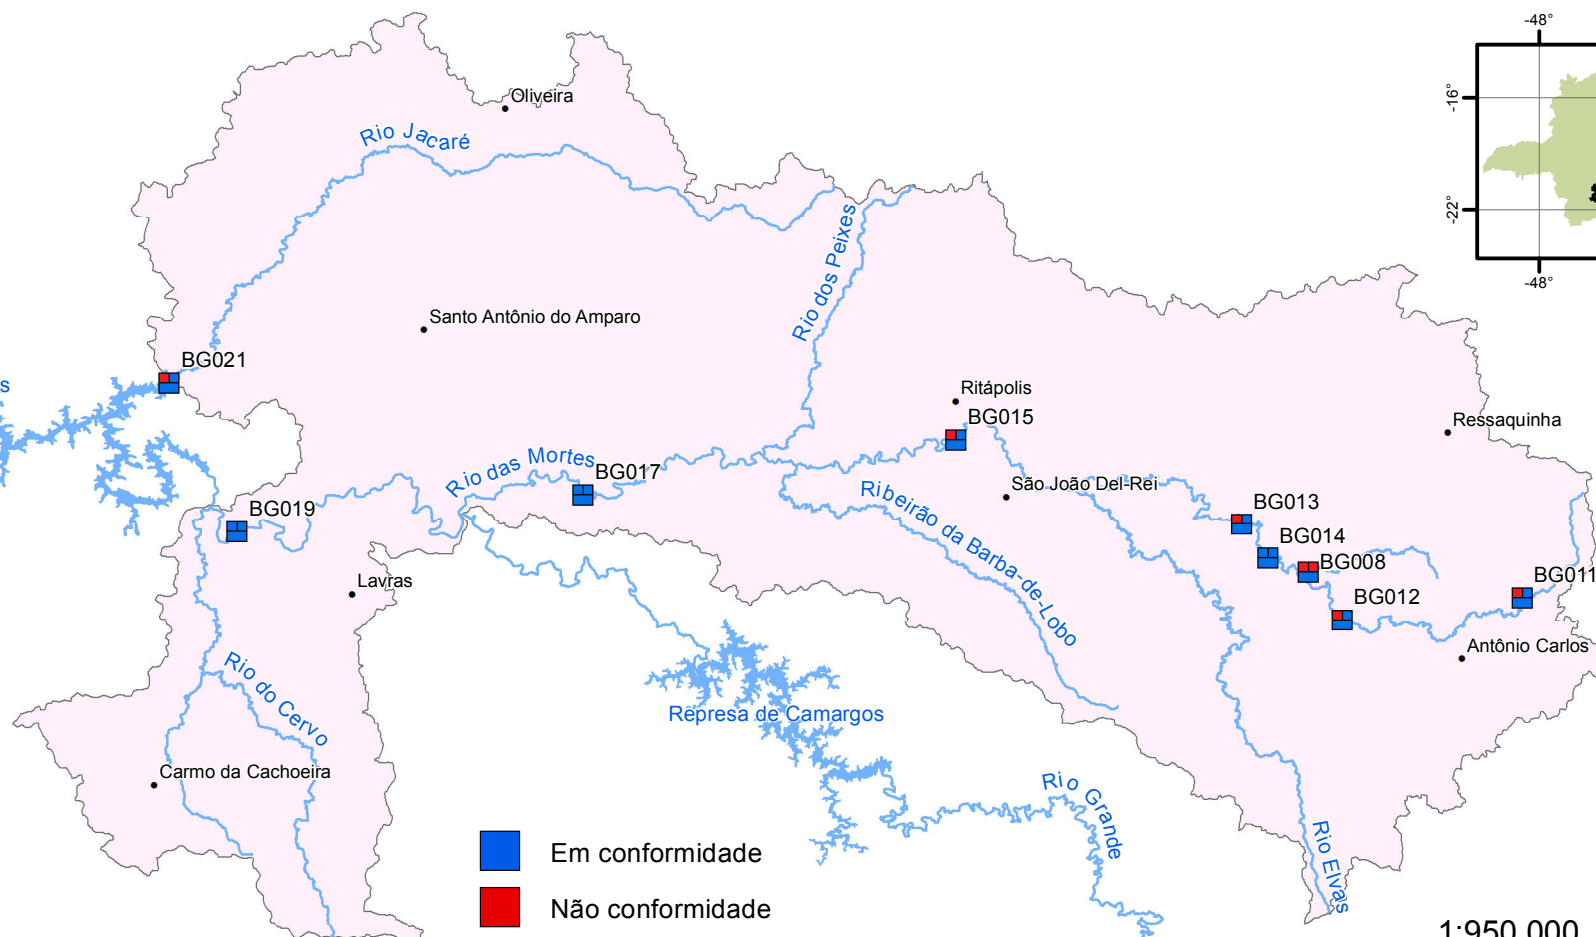 -48°
Oliveira
-16°
Rio Jacaré
-22°
Rio dos Peixes
-48°
Santo Antônio do Amparo
BG021
s
Ritápolis
BG015
Ressaquinha
Rio das Mortes
BG017
São João Del-Rei
Ribeirão da Barba-de-Lobo
BG013
BG019
BG014
BG008
BG011
Lavras
BG012
Antônio Carlos
Rio do Cervo
Represa de Camargos
Carmo da Cachoeira
Rio Grande
Rio Elvas
Em conformidade
Não conformidade
1:950.000